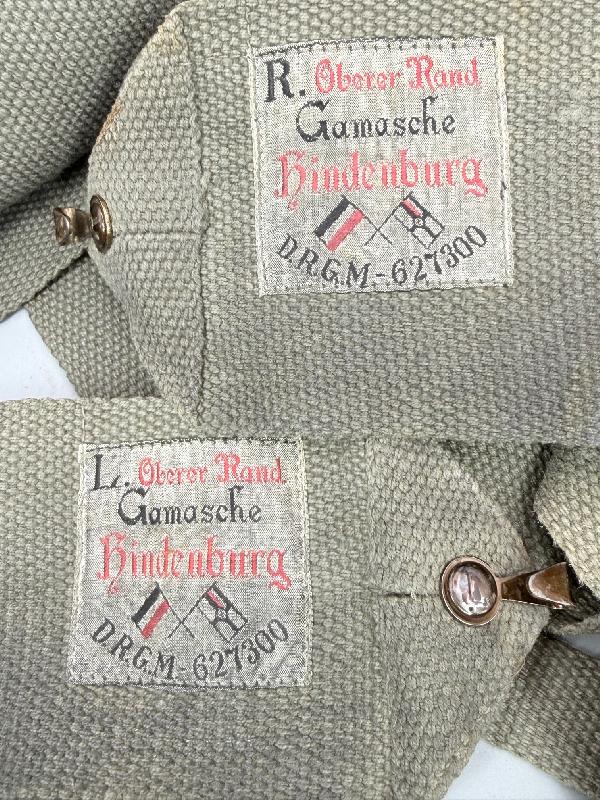 R. Oberer Rand
Gamasche
Hindenburg
D.R.G.M.-627300
L. Oberer Rand.
Gamasche
Hindenburg
D.R.G.M.-627300